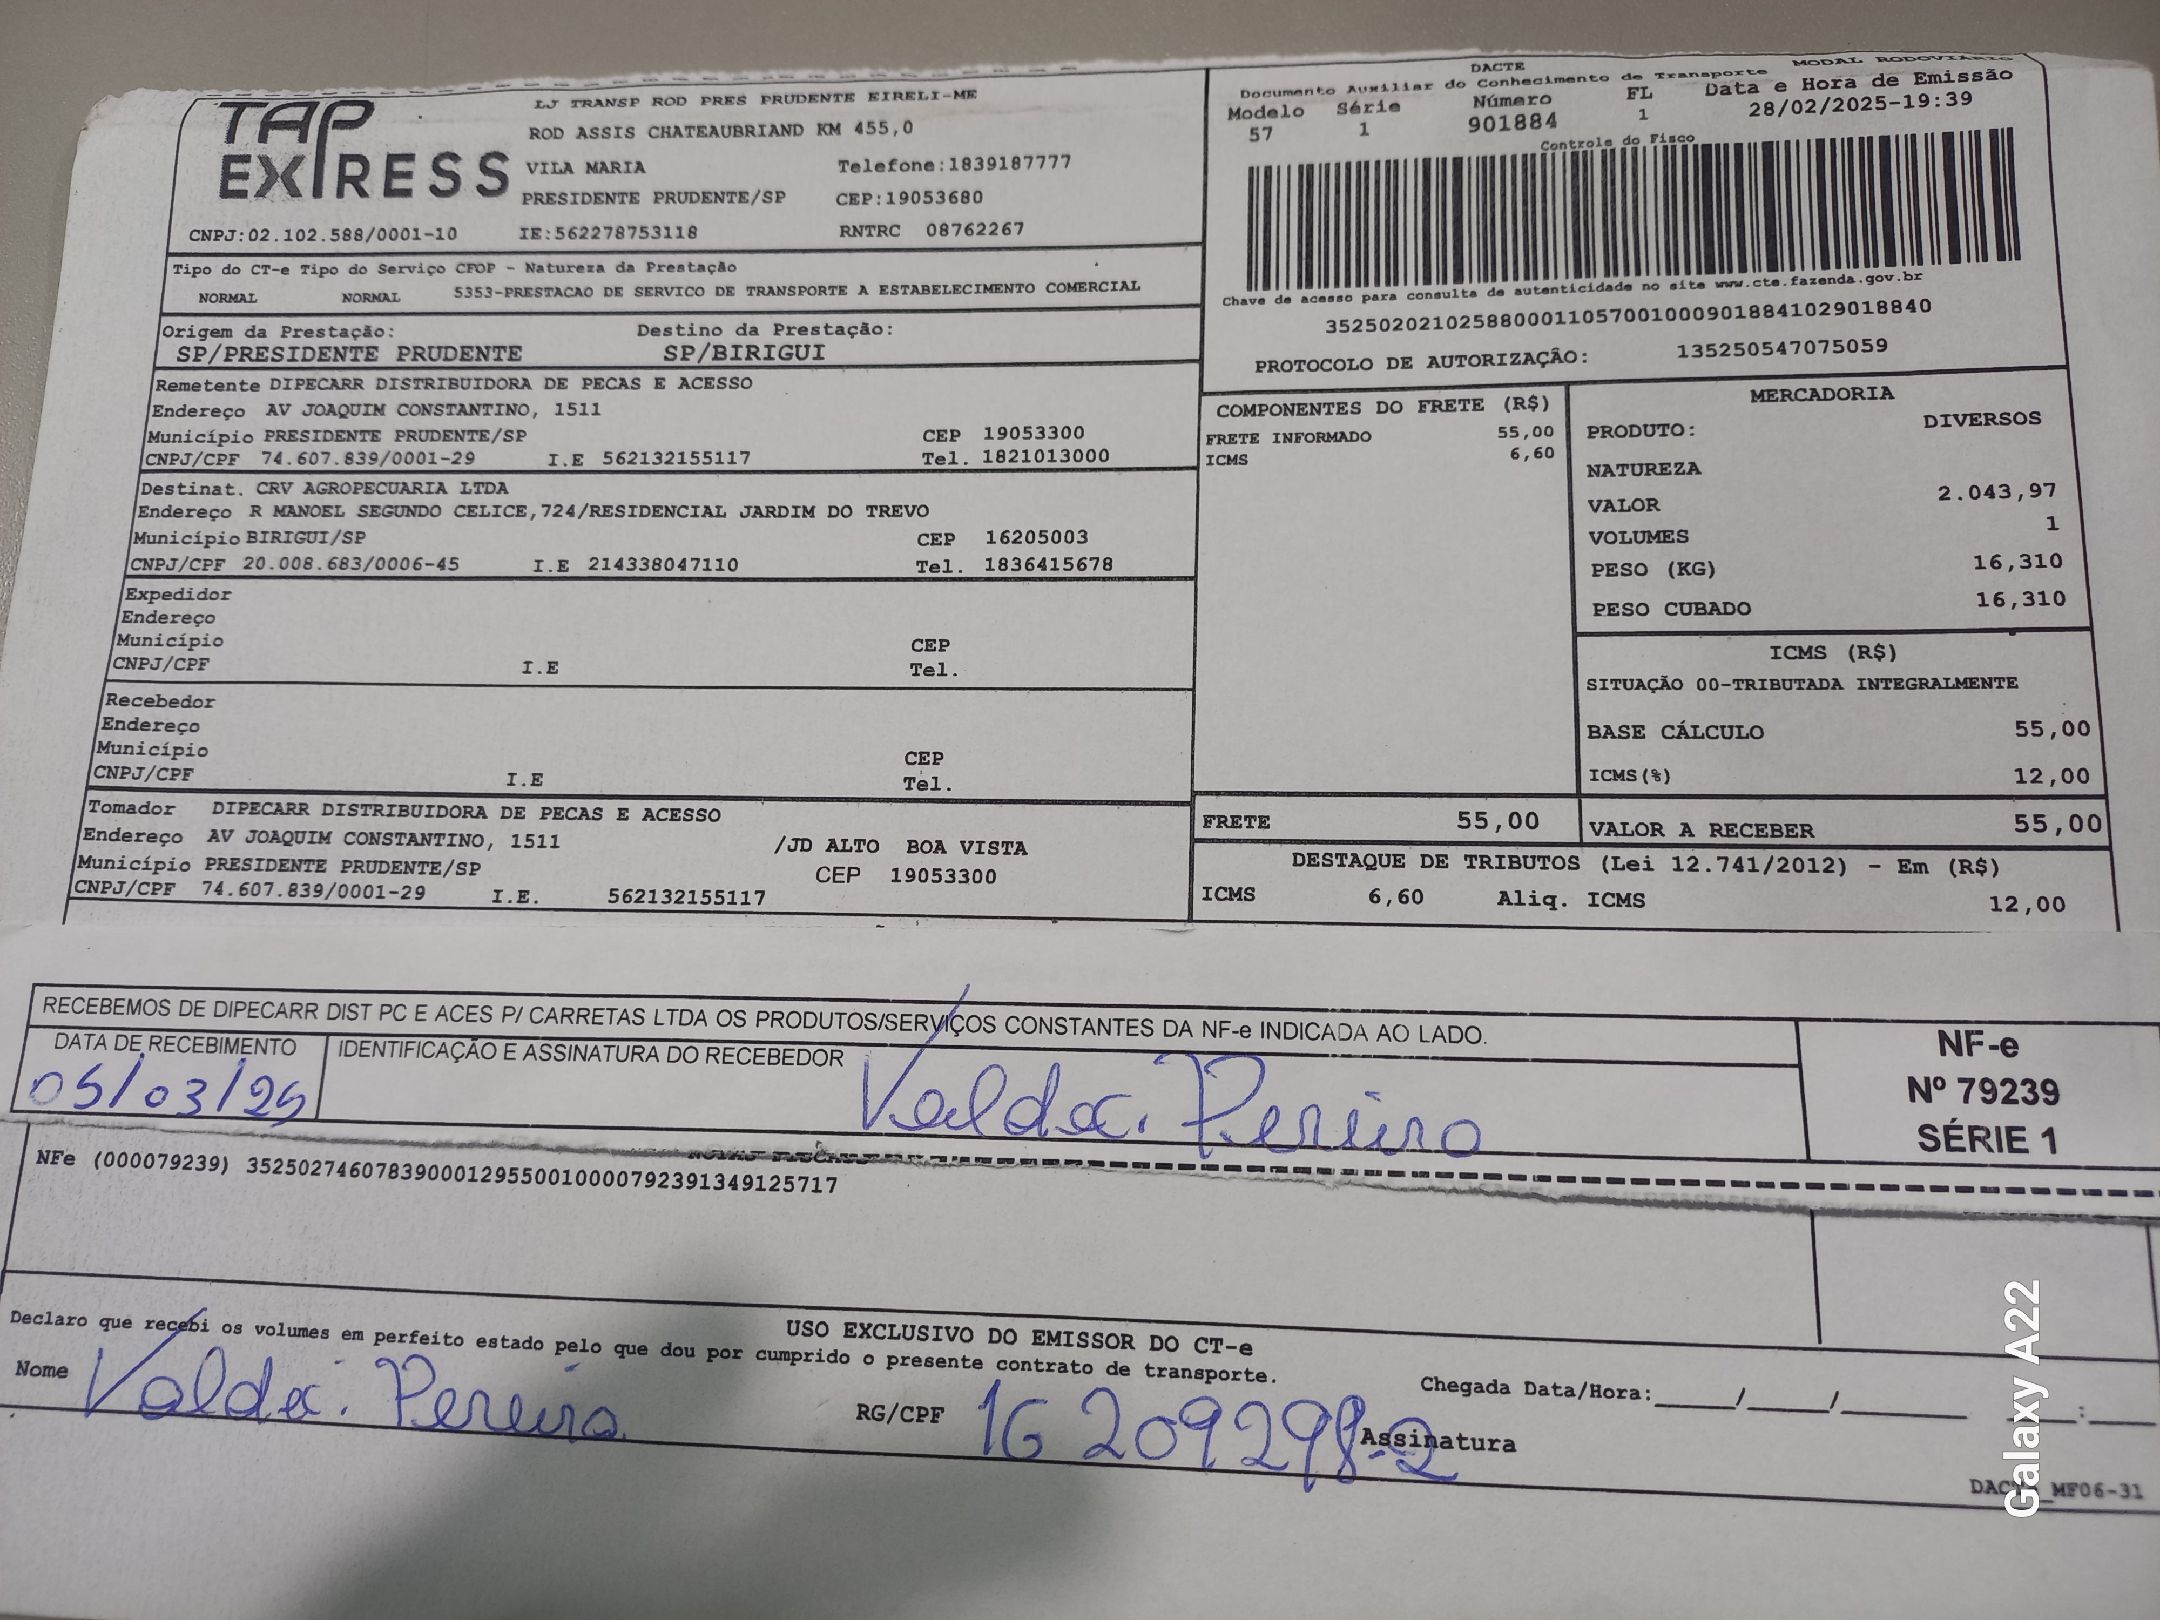 TAP EXPRESS
LJ TRANSP ROD PRES PRUDENTE EIRELI-ME
ROD ASSIS CHATEAUBRIAND KM 455,0
VILA MARIA Telefone:1839187777
PRESIDENTE PRUDENTE/SP CEP:19053680
CNPJ:02.102.588/0001-10 IE:562278753118 RNTRC 08762267
DACTE MODAL RODOVIÁRIO
Documento Auxiliar do Conhecimento de Transporte
Modelo Série Número FL Data e Hora de Emissão
57 1 901884 1 28/02/2025-19:39
Controle do Fisco
Chave de acesso para consulta de autenticidade no site www.cte.fazenda.gov.br
35250202102588000110570010009018841029018840
PROTOCOLO DE AUTORIZAÇÃO: 135250547075059
Tipo do CT-e Tipo do Serviço CFOP - Natureza da Prestação
NORMAL NORMAL 5353-PRESTACAO DE SERVICO DE TRANSPORTE A ESTABELECIMENTO COMERCIAL
Origem da Prestação: Destino da Prestação:
SP/PRESIDENTE PRUDENTE SP/BIRIGUI
Remetente DIPECARR DISTRIBUIDORA DE PECAS E ACESSO
Endereço AV JOAQUIM CONSTANTINO, 1511
Município PRESIDENTE PRUDENTE/SP CEP 19053300
CNPJ/CPF 74.607.839/0001-29 I.E 562132155117 Tel. 1821013000
Destinat. CRV AGROPECUARIA LTDA
Endereço R MANOEL SEGUNDO CELICE,724/RESIDENCIAL JARDIM DO TREVO
Município BIRIGUI/SP CEP 16205003
CNPJ/CPF 20.008.683/0006-45 I.E 214338047110 Tel. 1836415678
Expedidor
Endereço
Município CEP
CNPJ/CPF I.E Tel.
Recebedor
Endereço
Município CEP
CNPJ/CPF I.E Tel.
Tomador DIPECARR DISTRIBUIDORA DE PECAS E ACESSO
Endereço AV JOAQUIM CONSTANTINO, 1511 /JD ALTO BOA VISTA
Município PRESIDENTE PRUDENTE/SP CEP 19053300
CNPJ/CPF 74.607.839/0001-29 I.E. 562132155117
COMPONENTES DO FRETE (R$)
FRETE INFORMADO 55,00
ICMS 6,60
FRETE 55,00
MERCADORIA
PRODUTO: DIVERSOS
NATUREZA
VALOR 2.043,97
VOLUMES 1
PESO (KG) 16,310
PESO CUBADO 16,310
ICMS (R$)
SITUAÇÃO 00-TRIBUTADA INTEGRALMENTE
BASE CÁLCULO 55,00
ICMS(%) 12,00
VALOR A RECEBER 55,00
DESTAQUE DE TRIBUTOS (Lei 12.741/2012) - Em (R$)
ICMS 6,60 Aliq. ICMS 12,00
RECEBEMOS DE DIPECARR DIST PC E ACES P/ CARRETAS LTDA OS PRODUTOS/SERVIÇOS CONSTANTES DA NF-e INDICADA AO LADO.
DATA DE RECEBIMENTO IDENTIFICAÇÃO E ASSINATURA DO RECEBEDOR
05/03/25 Valdeci Pereira
NF-e
Nº 79239
SÉRIE 1
NFe (000079239) 35250274607839000129550010000792391349125717
USO EXCLUSIVO DO EMISSOR DO CT-e
Declaro que recebi os volumes em perfeito estado pelo que dou por cumprido o presente contrato de transporte.
Nome Valdeci Pereira RG/CPF 16 209298-2 Assinatura
Chegada Data/Hora:____/____/______ ____:____
MF06-31
Galaxy A22